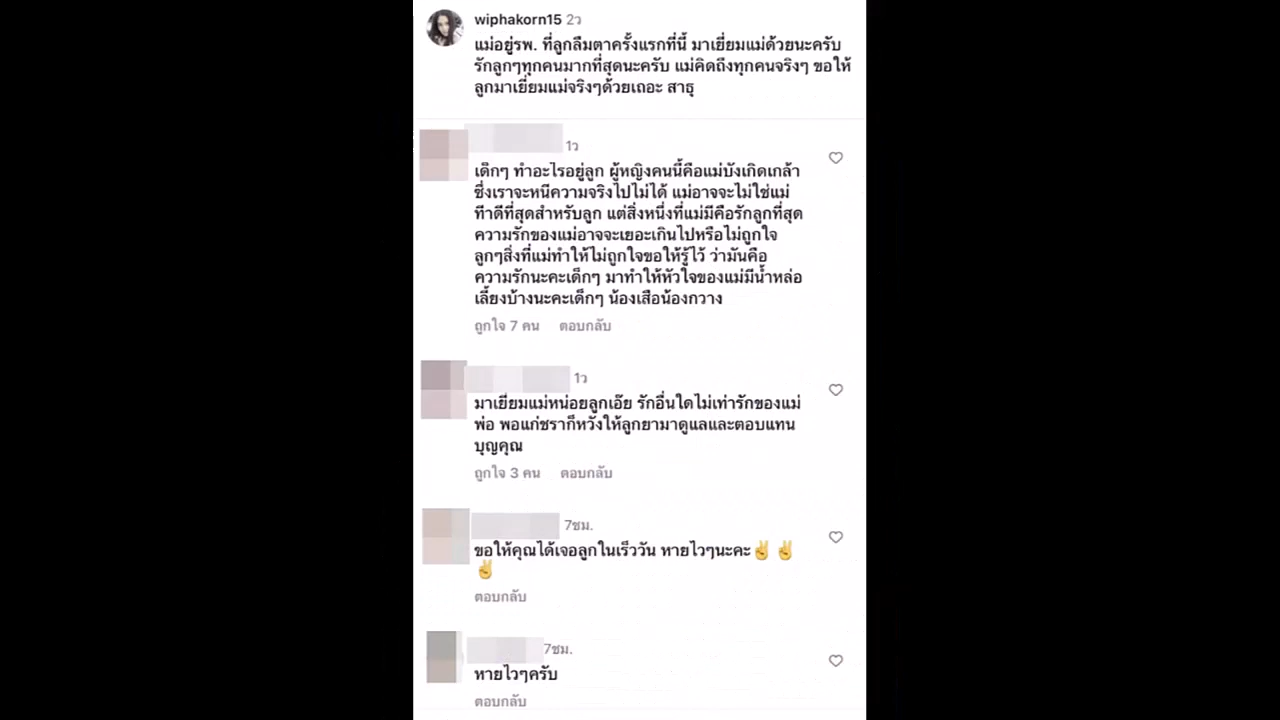 wiphakorn15 2ว
แม่อยู่รพ. ที่ลูกลืมตาครั้งแรกที่นี้ มาเยี่ยมแม่ด้วยนะครับ
รักลูกๆทุกคนมากที่สุดนะครับ แม่คิดถึงทุกคนจริงๆ ขอให้
ลูกมาเยี่ยมแม่จริงๆด้วยเถอะ สาธุ
1ว
เด็กๆ ทำอะไรอยู่ลูก ผู้หญิงคนนี้คือแม่บังเกิดเกล้า
ซึ่งเราจะหนีความจริงไปไม่ได้ แม่อาจจะไม่ใช่แม่
ทีาดีที่สุดสำหรับลูก แต่สิ่งหนึ่งที่แม่มีคือรักลูกที่สุด
ความรักของแม่อาจจะเยอะเกินไปหรือไม่ถูกใจ
ลูกๆสิ่งที่แม่ทำให้ไม่ถูกใจขอให้รู้ไว้ ว่ามันคือ
ความรักนะคะเด็กๆ มาทำให้หัวใจของแม่มีน้ำหล่อ
เลี้ยงบ้างนะคะเด็กๆ น้องเสือน้องกวาง
ถูกใจ 7 คน ตอบกลับ
1ว
มาเยี่ยมแม่หน่อยลูกเอ๊ย รักอื่นใดไม่เท่ารักของแม่
พ่อ พอแก่ชราก็หวังให้ลูกยามาดูแลและตอบแทน
บุญคุณ
ถูกใจ 3 คน ตอบกลับ
7ชม.
ขอให้คุณได้เจอลูกในเร็ววัน หายไวๆนะคะ✌️ ✌️
✌️
ตอบกลับ
7ชม.
หายไวๆครับ
ตอบกลับ